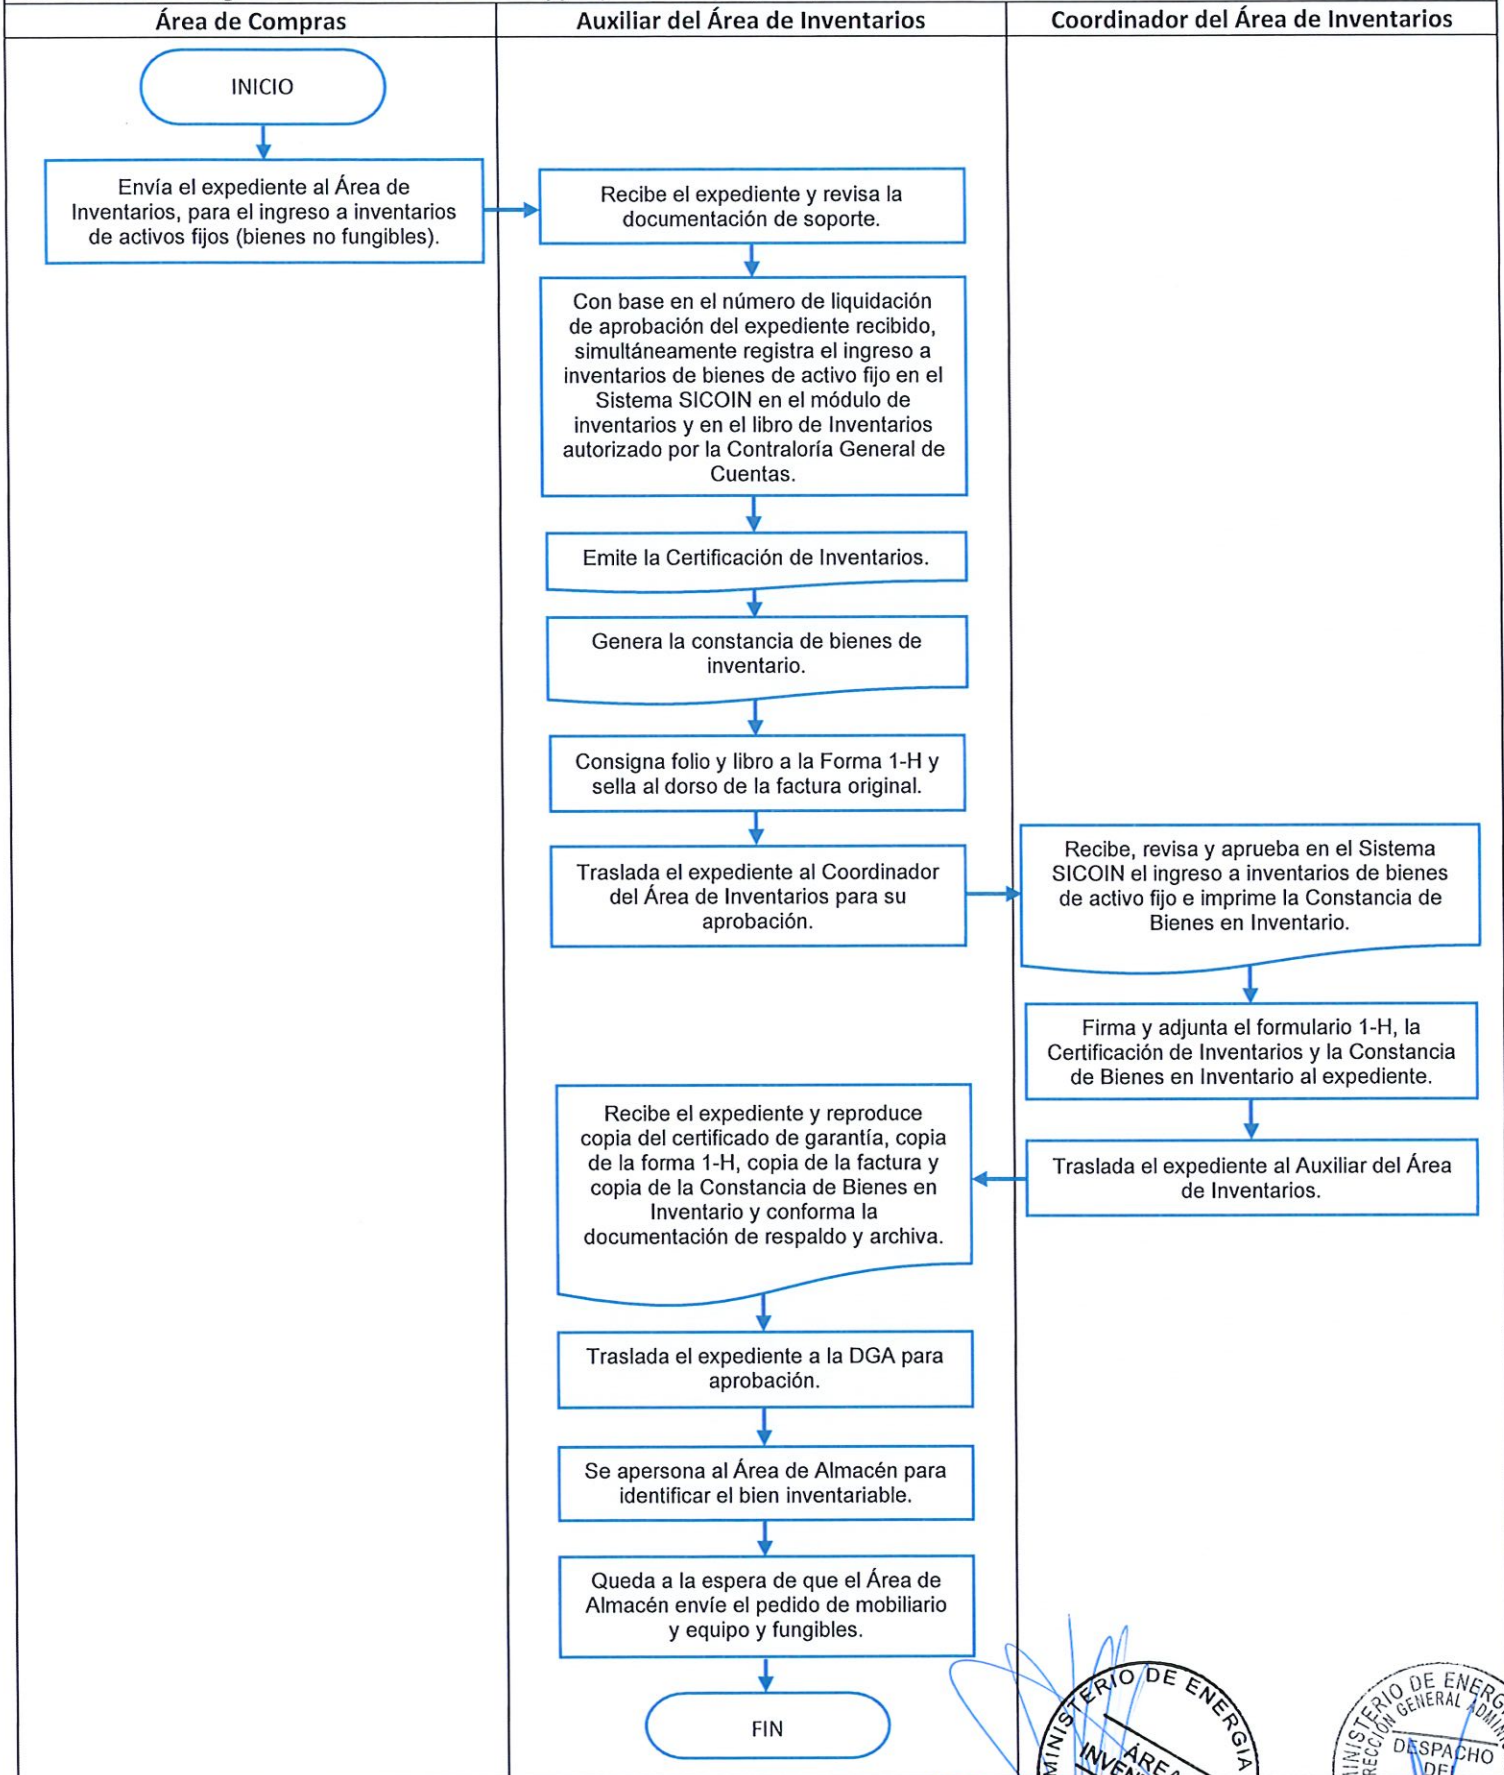 Área de Compras
Auxiliar del Área de Inventarios
Coordinador del Área de Inventarios
INICIO
Envía el expediente al Área de
Inventarios, para el ingreso a inventarios
de activos fijos (bienes no fungibles).
Recibe el expediente y revisa la
documentación de soporte.
Con base en el número de liquidación
de aprobación del expediente recibido,
simultáneamente registra el ingreso a
inventarios de bienes de activo fijo en el
Sistema SICOIN en el módulo de
inventarios y en el libro de Inventarios
autorizado por la Contraloría General de
Cuentas.
Emite la Certificación de Inventarios.
Genera la constancia de bienes de
inventario.
Consigna folio y libro a la Forma 1-H y
sella al dorso de la factura original.
Traslada el expediente al Coordinador
del Área de Inventarios para su
aprobación.
Recibe, revisa y aprueba en el Sistema
SICOIN el ingreso a inventarios de bienes
de activo fijo e imprime la Constancia de
Bienes en Inventario.
Firma y adjunta el formulario 1-H, la
Certificación de Inventarios y la Constancia
de Bienes en Inventario al expediente.
Traslada el expediente al Auxiliar del Área
de Inventarios.
Recibe el expediente y reproduce
copia del certificado de garantía, copia
de la forma 1-H, copia de la factura y
copia de la Constancia de Bienes en
Inventario y conforma la
documentación de respaldo y archiva.
Traslada el expediente a la DGA para
aprobación.
Se apersona al Área de Almacén para
identificar el bien inventariable.
Queda a la espera de que el Área de
Almacén envíe el pedido de mobiliario
y equipo y fungibles.
FIN
MINISTERIO DE ENERGIA
ÁREA
DE ENERG
GENERAL
DESPACHO
DEL